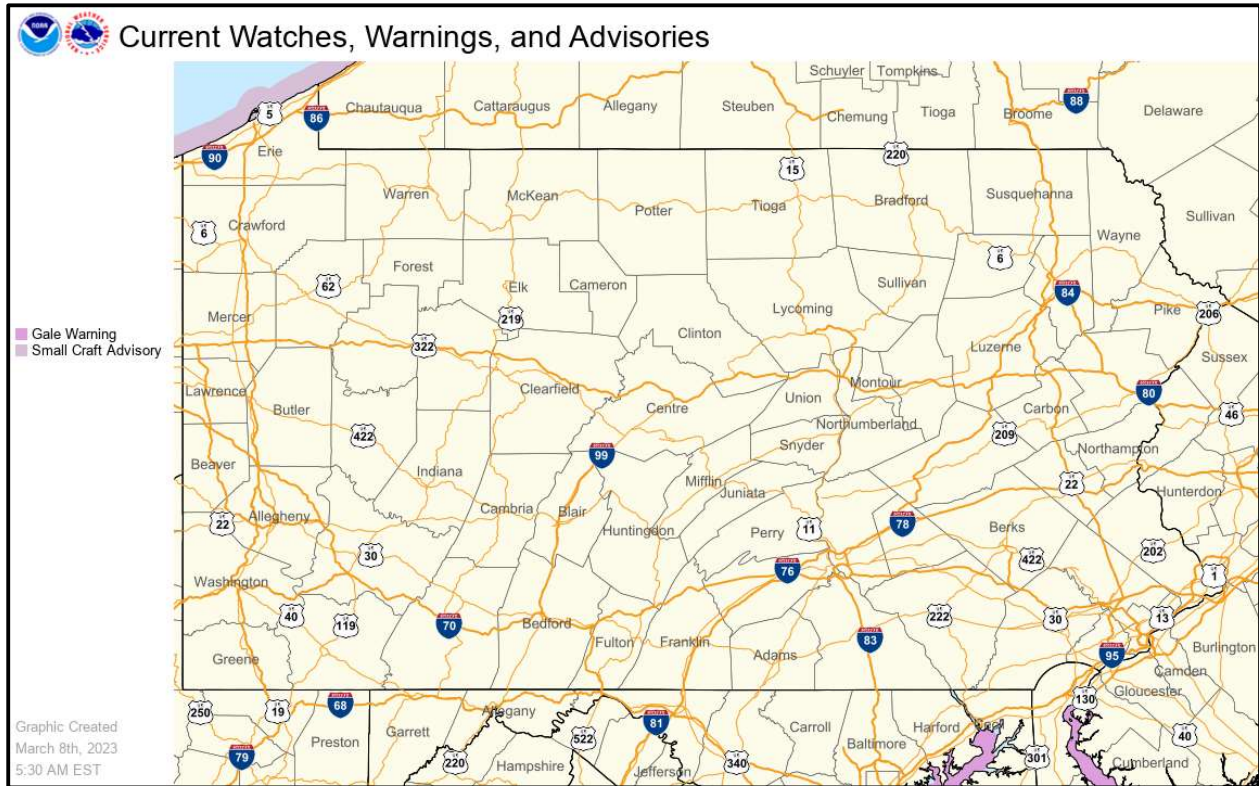 NOAA
Current Watches, Warnings, and Advisories
Gale Warning
Small Craft Advisory
Graphic Created
March 8th, 2023
5:30 AM EST
Schuyler
Tompkins
Chautauqua
Cattaraugus
Allegany
Steuben
Chemung
Tioga
Broome
Delaware
5
86
88
90
Erie
15
220
Warren
McKean
Potter
Tioga
Bradford
Susquehanna
Sullivan
6
Crawford
Wayne
Forest
6
62
Elk
Cameron
Sullivan
84
Mercer
219
Lycoming
Pike
206
322
Clinton
Luzerne
Sussex
Lawrence
Clearfield
Montour
80
Butler
Centre
Union
Carbon
46
422
Northumberland
209
Snyder
Northampton
99
Beaver
Indiana
Mifflin
22
Juniata
Hunterdon
Allegheny
Cambria
Blair
22
Huntingdon
Perry
11
78
Berks
30
422
202
76
1
Washington
40
119
70
Bedford
222
30
13
Fulton
Franklin
83
Greene
Adams
95
Burlington
Camden
Gloucester
250
19
68
Allegany
130
Preston
Garrett
81
Carroll
Harford
Cecil
522
40
79
220
Hampshire
Jefferson
340
Baltimore
301
Cumberland